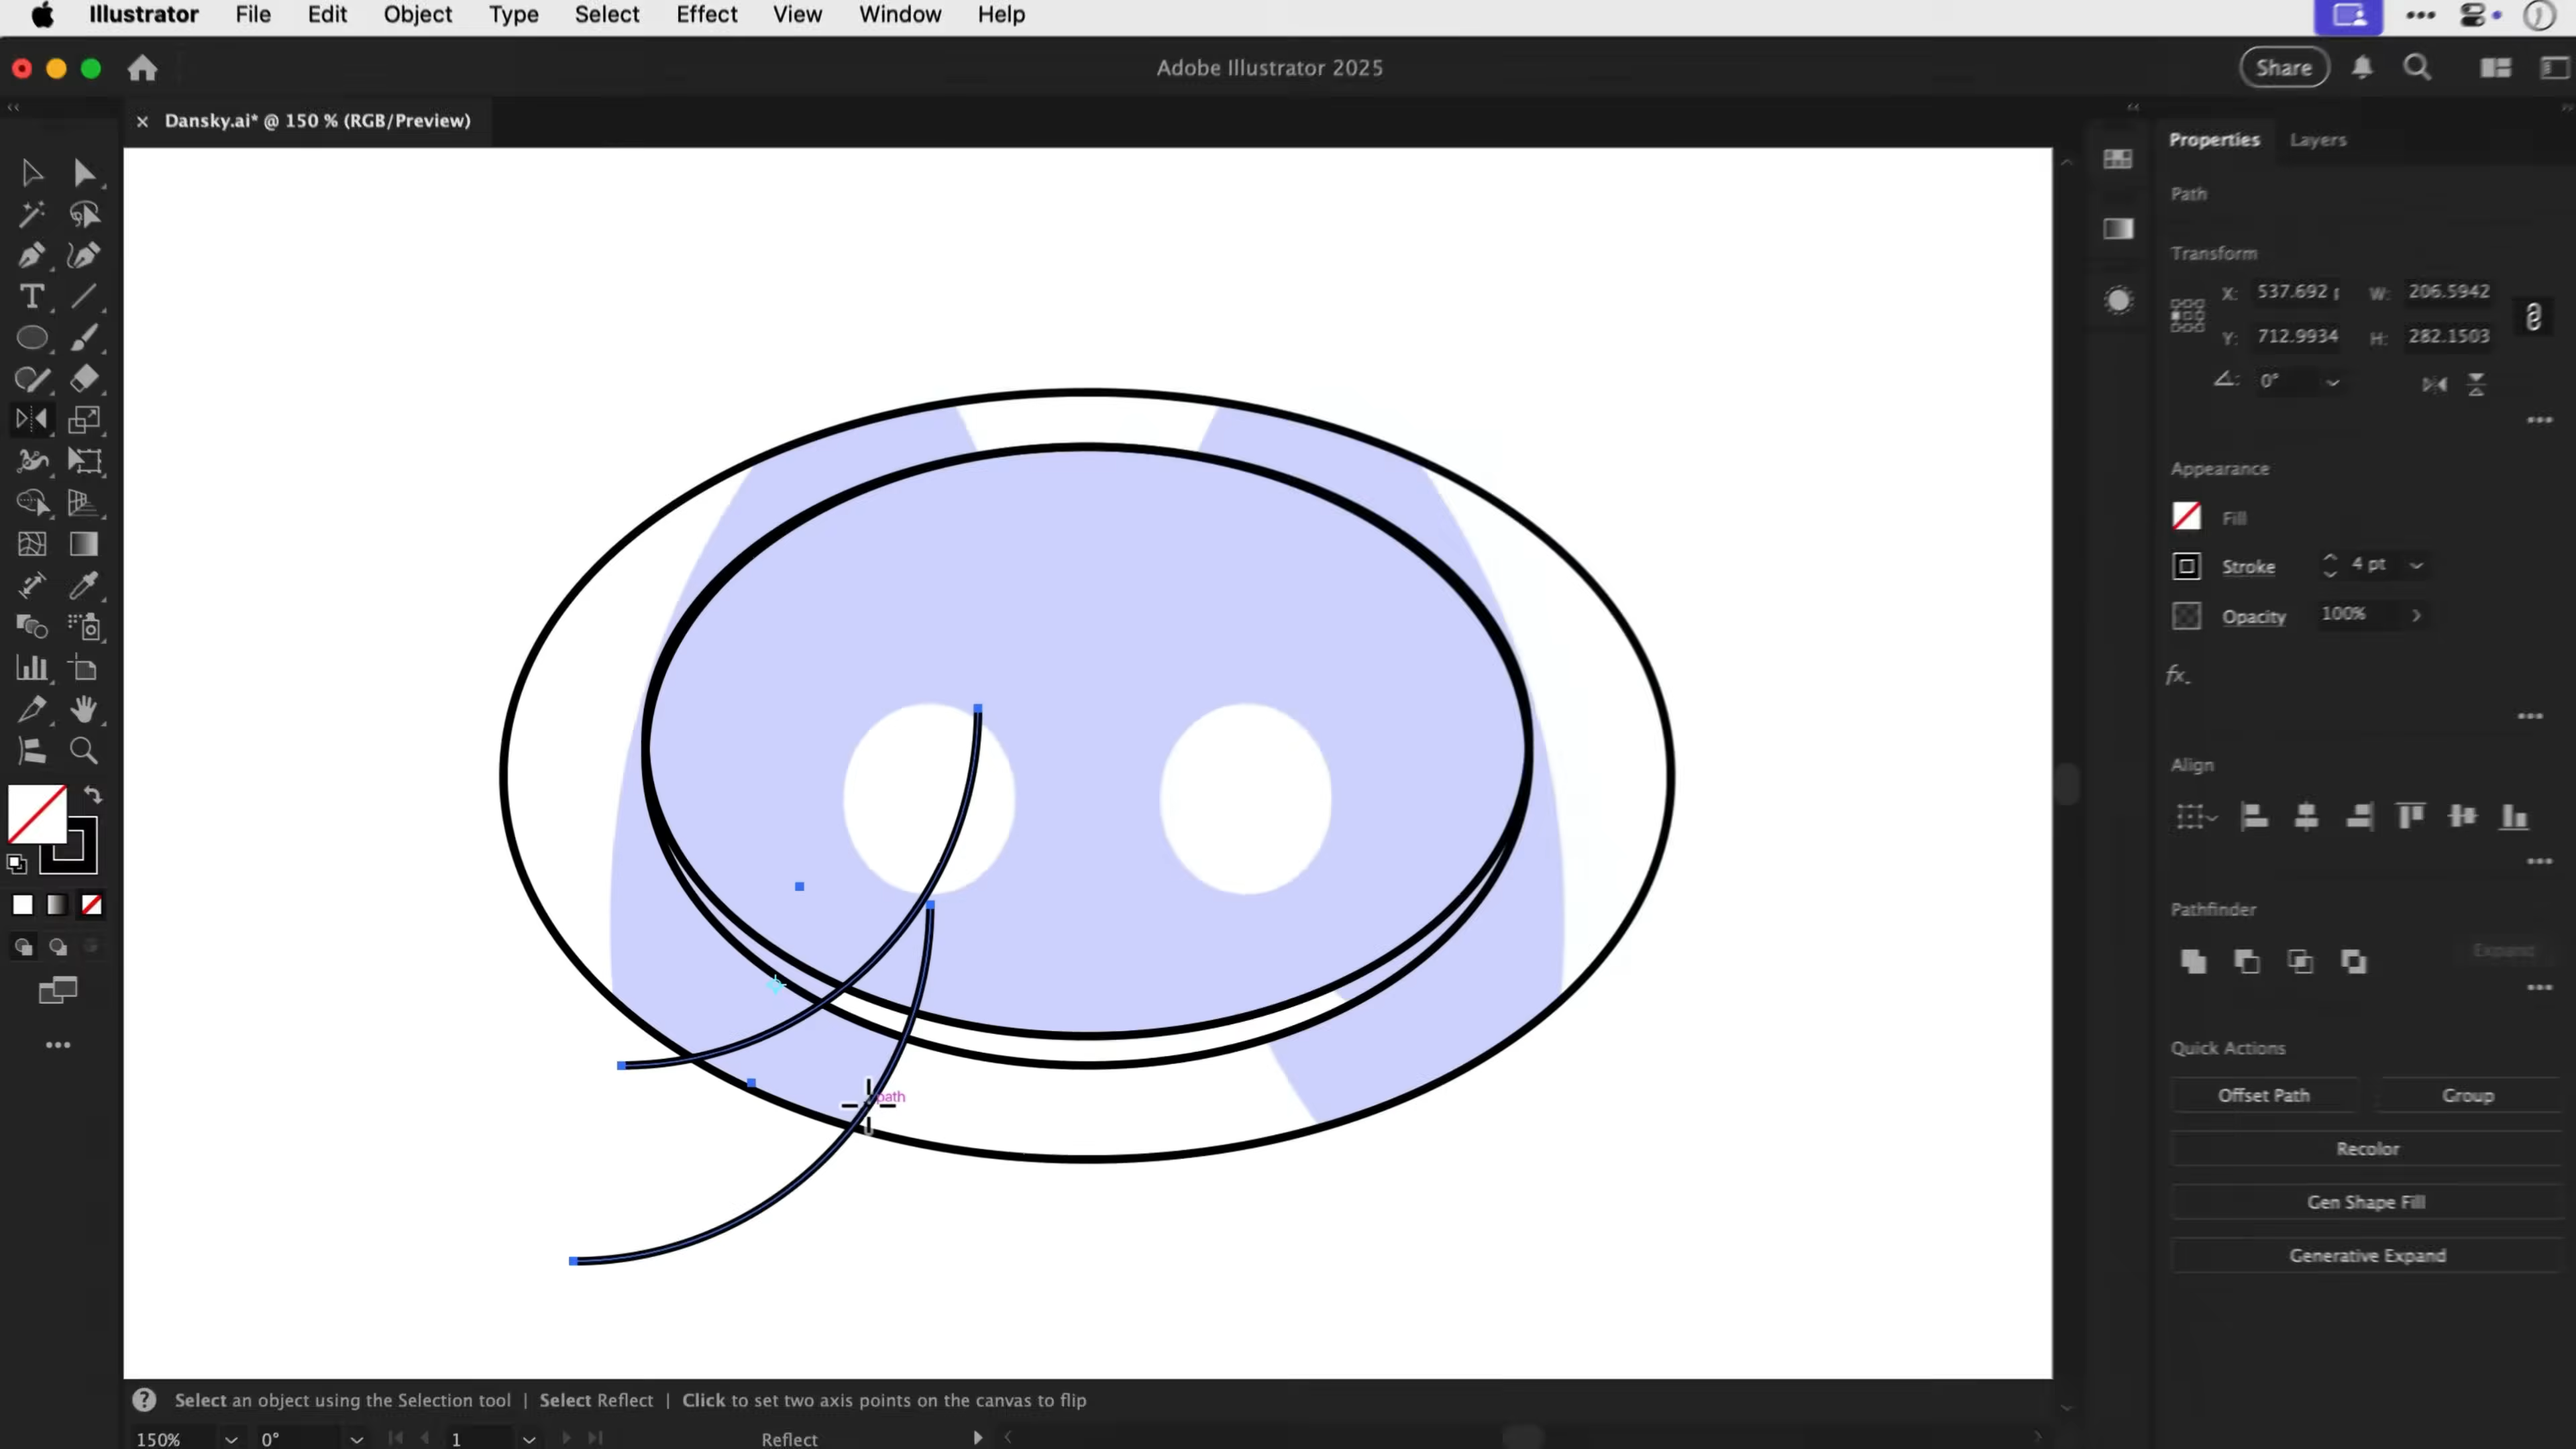 Illustrator File Edit Object Type Select Effect View Window Help
Adobe Illustrator 2025
Share
× Dansky.ai* @ 150 % (RGB/Preview)
Properties Layers
Path
Transform
X: 537.692 W: 206.5942
Y: 712.9934 H: 282.1503
0°
Appearance
Fill
Stroke 4 pt
Opacity 100%
fx
Align
Pathfinder
Expand
Quick Actions
Offset Path Group
Recolor
Gen Shape Fill
Generative Expand
path
Select an object using the Selection tool | Select Reflect | Click to set two axis points on the canvas to flip
150% 0° 1 Reflect